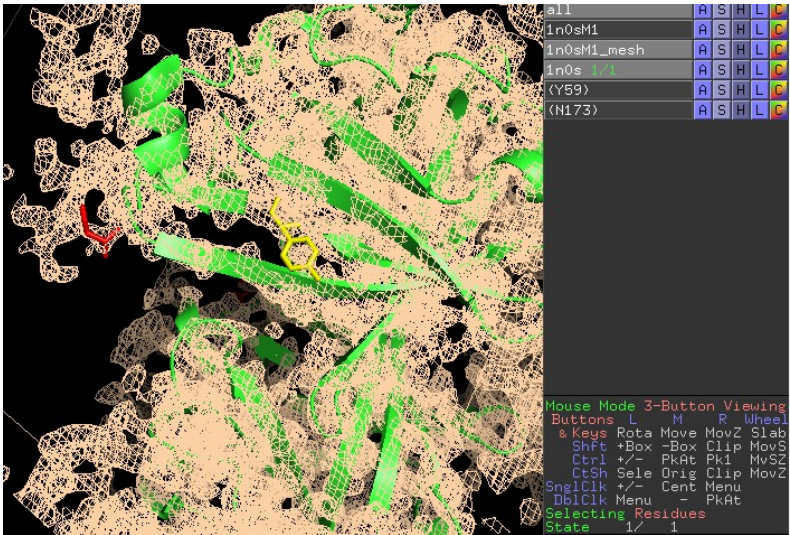 all A S H L C
1n0sM1 A S H L C
1n0sM1_mesh A S H L C
1n0s 1/1 A S H L C
(Y59) A S H L C
(N173) A S H L C
Mouse Mode 3-Button Viewing
Buttons L M R Wheel
& Keys Rota Move MovZ Slab
Shft +Box -Box Clip MovS
Ctrl +/- PkAt Pk1 MvSZ
CtSh Sele Orig Clip MovZ
SnglClk +/- Cent Menu
DblClk Menu - PkAt
Selecting Residues
State 1/ 1